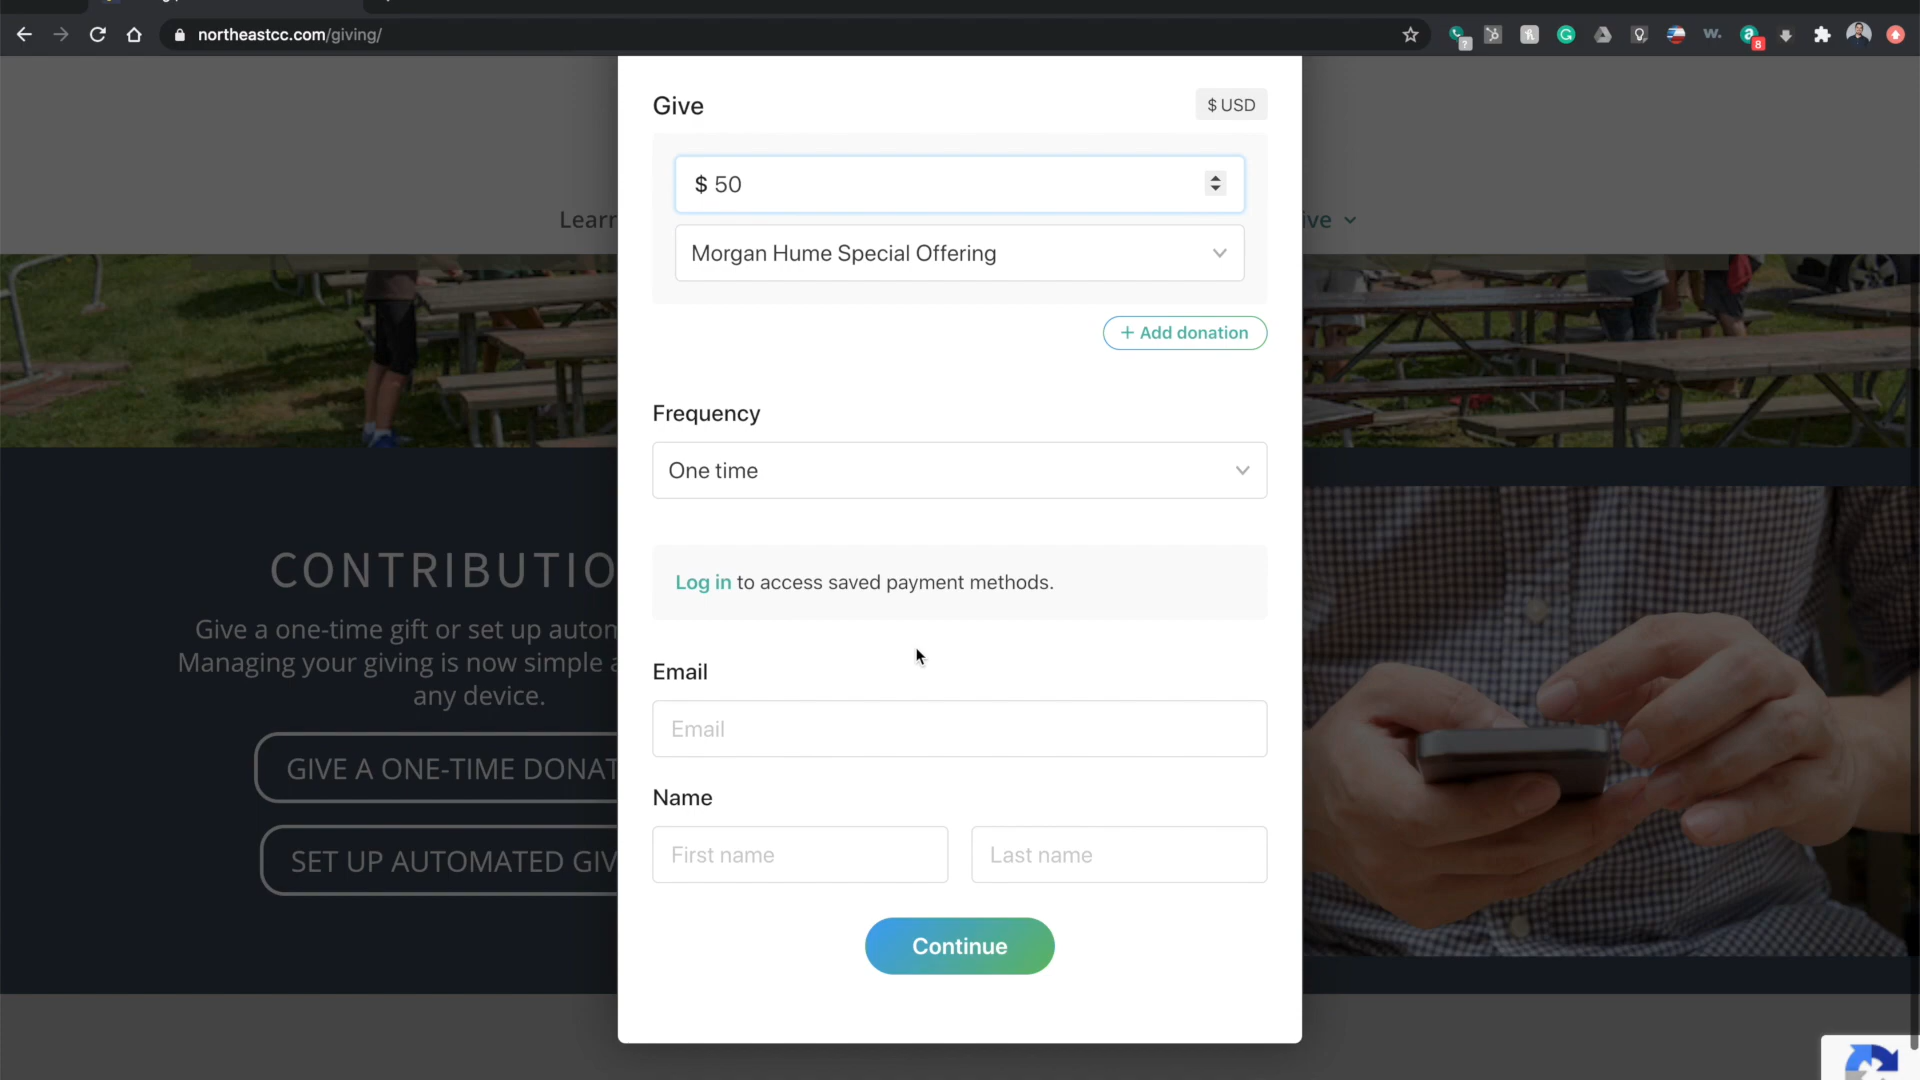 northeastcc.com/giving/
?
w.
8
Give
$ USD
$ 50
Learn
ive
Morgan Hume Special Offering
+ Add donation
Frequency
One time
CONTRIBUTIO
Log in to access saved payment methods.
Give a one-time gift or set up autom
Managing your giving is now simple a
any device.
Email
Email
GIVE A ONE-TIME DONAT
Name
First name
Last name
SET UP AUTOMATED GIV
Continue